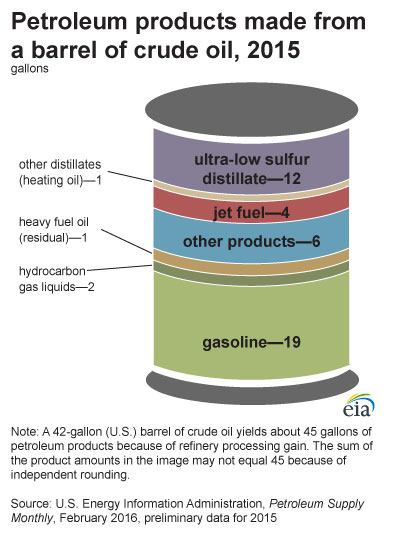 Petroleum products made from
a barrel of crude oil, 2015
gallons
ultra-low sulfur
distillate—12
other distillates
(heating oil)—1
jet fuel—4
heavy fuel oil
(residual)—1
other products—6
hydrocarbon
gas liquids—2
gasoline—19
eia
Note: A 42-gallon (U.S.) barrel of crude oil yields about 45 gallons of
petroleum products because of refinery processing gain. The sum of
the product amounts in the image may not equal 45 because of
independent rounding.
Source: U.S. Energy Information Administration, Petroleum Supply
Monthly, February 2016, preliminary data for 2015